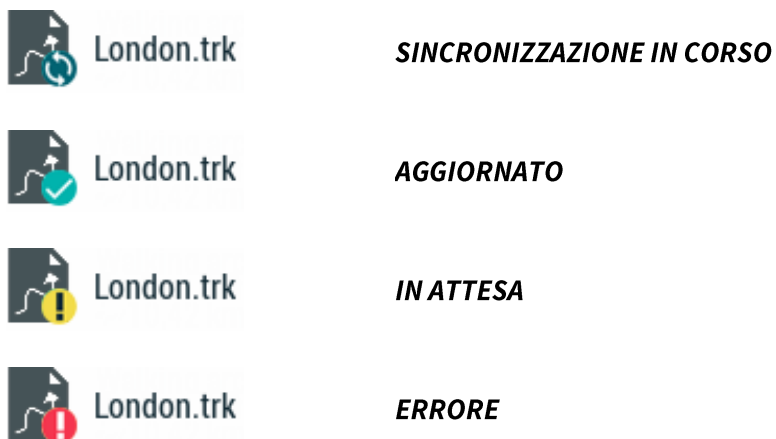 London.trk SINCRONIZZAZIONE IN CORSO
London.trk AGGIORNATO
London.trk IN ATTESA
London.trk ERRORE